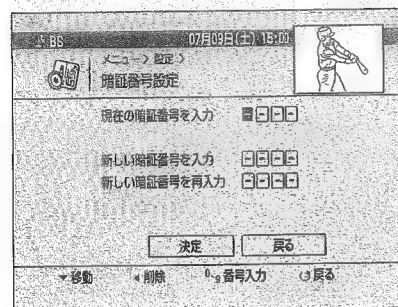 BS 07月09日(土) 15:00
メニュー > 設定 >
暗証番号設定
現在の暗証番号を入力
新しい暗証番号を入力
新しい暗証番号を再入力
決定 戻る
移動 削除 0~9 番号入力 戻る